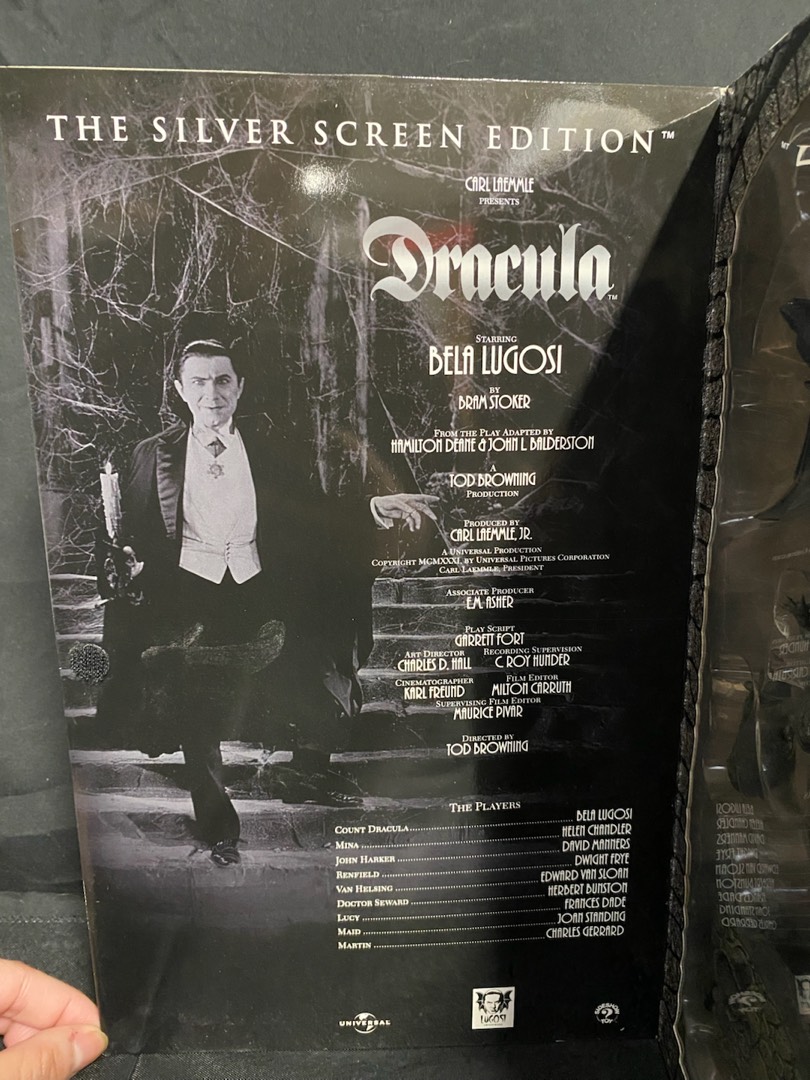 THE SILVER SCREEN EDITION™
CARL LAEMMLE
PRESENTS
Dracula™
STARRING
BELA LUGOSI
BY
BRAM STOKER
FROM THE PLAY ADAPTED BY
HAMILTON DEANE & JOHN L. BALDERSTON
A
TOD BROWNING
PRODUCTION
PRODUCED BY
CARL LAEMMLE, JR.
A UNIVERSAL PRODUCTION
COPYRIGHT MCMXXXI, BY UNIVERSAL PICTURES CORPORATION
CARL LAEMMLE, PRESIDENT
ASSOCIATE PRODUCER
E.M. ASHER
PLAY SCRIPT
GARRETT FORT
ART DIRECTOR RECORDING SUPERVISION
CHARLES D. HALL C. ROY HUNDER
CINEMATOGRAPHER FILM EDITOR
KARL FREUND MILTON CARRUTH
SUPERVISING FILM EDITOR
MAURICE PIVAR
DIRECTED BY
TOD BROWNING
THE PLAYERS
COUNT DRACULA BELA LUGOSI
MINA HELEN CHANDLER
JOHN HARKER DAVID MANNERS
RENFIELD DWIGHT FRYE
VAN HELSING EDWARD VAN SLOAN
DOCTOR SEWARD HERBERT BUNSTON
LUCY FRANCES DADE
MAID JOAN STANDING
MARTIN CHARLES GERRARD
UNIVERSAL
LUGOSI
SIDESHOW TOY